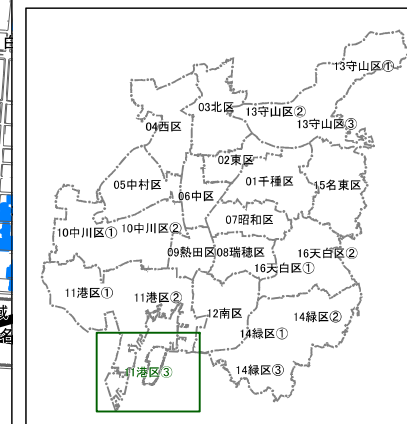 13守山区①
03北区
13守山区②
13守山区③
04西区
02東区
01千種区
15名東区
05中村区
06中区
07昭和区
10中川区①
10中川区②
09熱田区
08瑞穂区
16天白区②
16天白区①
11港区①
11港区②
12南区
14緑区②
14緑区①
14緑区③
11港区③